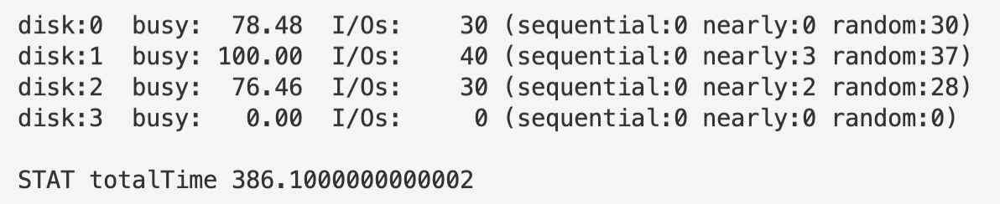 disk:0  busy:  78.48  I/Os:    30 (sequential:0 nearly:0 random:30)
disk:1  busy: 100.00  I/Os:    40 (sequential:0 nearly:3 random:37)
disk:2  busy:  76.46  I/Os:    30 (sequential:0 nearly:2 random:28)
disk:3  busy:   0.00  I/Os:     0 (sequential:0 nearly:0 random:0)

STAT totalTime 386.1000000000002